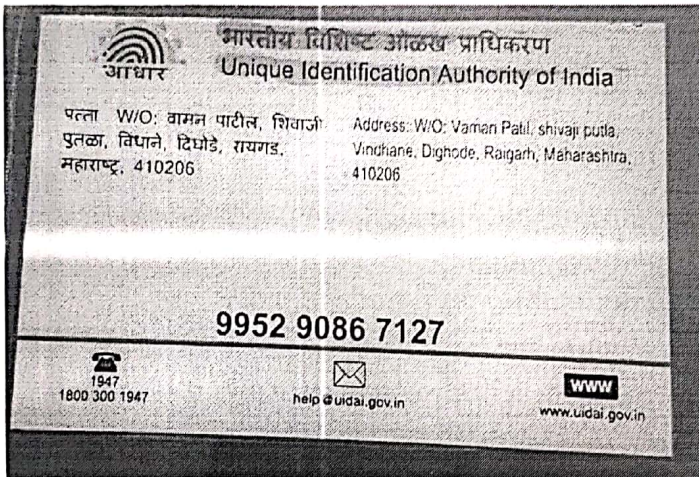 भारतीय विशिष्ट ओळख प्राधिकरण
आधार
Unique Identification Authority of India
पत्ता W/O: वामन पाटील, शिवाजी
पुतळा, विधाने, दिघोडे, रायगड,
महाराष्ट्र, 410206
Address: W/O: Vaman Patil, shivaji putla,
Vindhane, Dighode, Raigarh, Maharashtra,
410206
9952 9086 7127
1947
1800 300 1947
help@uidai.gov.in
www
www.uidai.gov.in